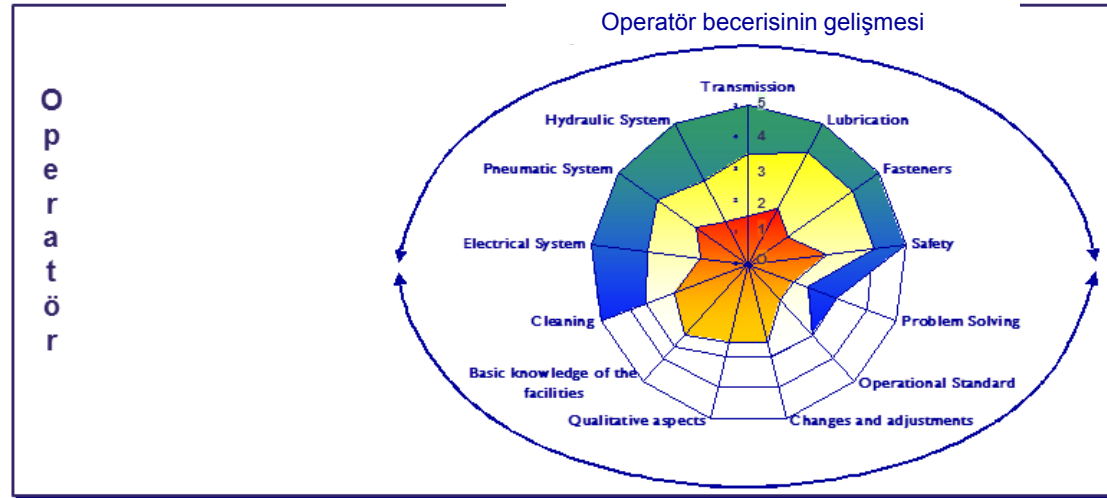 Operatör becerisinin gelişmesi
O
p
e
r
a
t
ö
r
Transmission
Hydraulic System
Lubrication
Pneumatic System
Fasteners
Electrical System
Safety
Cleaning
Problem Solving
Basic knowledge of the
facilities
Operational Standard
Qualitative aspects
Changes and adjustments
5
4
3
2
1
0